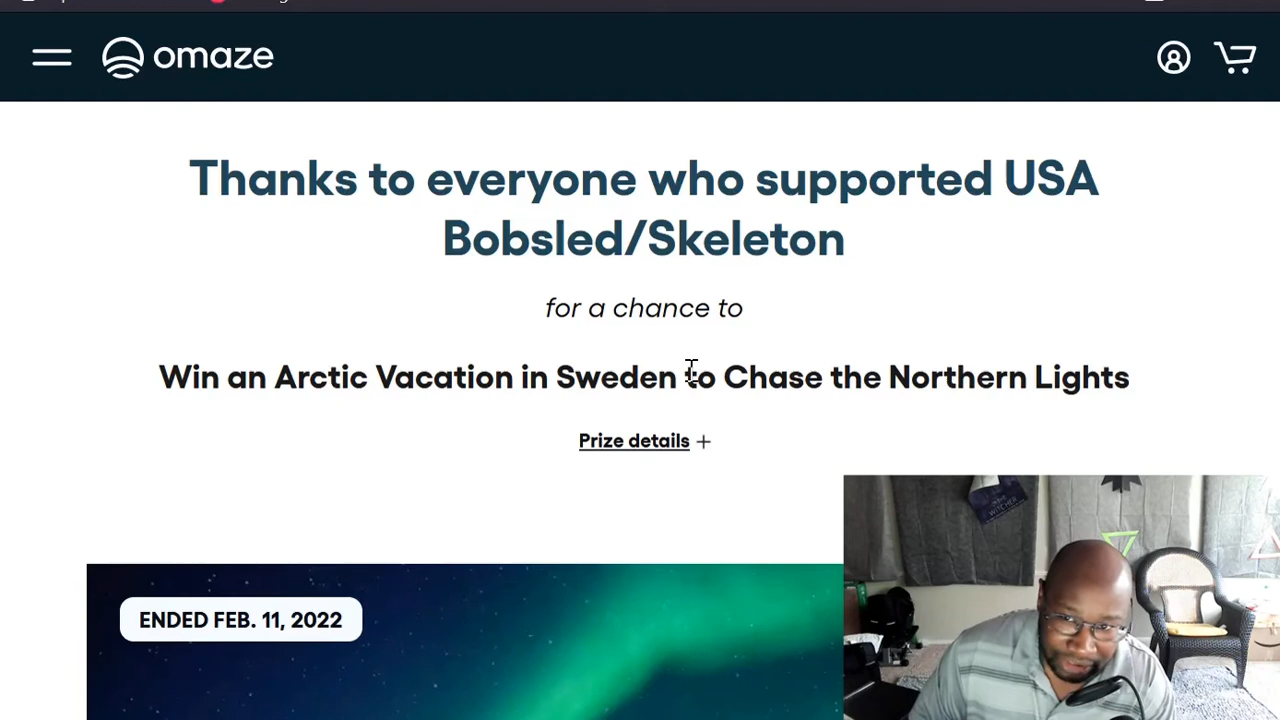 omaze
Thanks to everyone who supported USA
Bobsled/Skeleton
for a chance to
Win an Arctic Vacation in Sweden to Chase the Northern Lights
Prize details +
ENDED FEB. 11, 2022
WITCHER